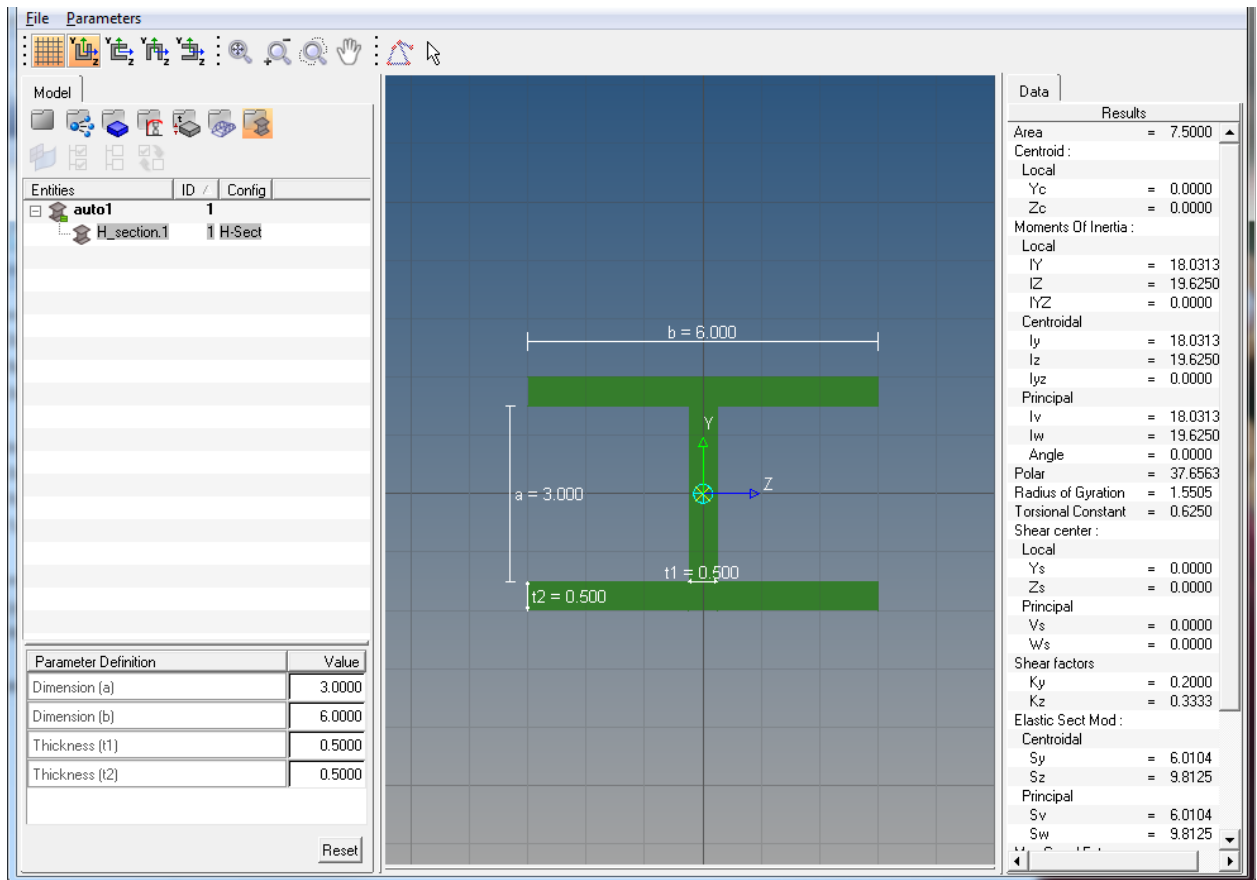 File Parameters
Model
Entities ID Config
auto1 1
H_section.1 1 H-Sect
Parameter Definition Value
Dimension (a) 3.0000
Dimension (b) 6.0000
Thickness (t1) 0.5000
Thickness (t2) 0.5000
Reset
b = 6.000
Y
Z
a = 3.000
t1 = 0.500
t2 = 0.500
Data
Results
Area = 7.5000
Centroid :
Local
Yc = 0.0000
Zc = 0.0000
Moments Of Inertia :
Local
IY = 18.0313
IZ = 19.6250
IYZ = 0.0000
Centroidal
Iy = 18.0313
Iz = 19.6250
Iyz = 0.0000
Principal
Iv = 18.0313
Iw = 19.6250
Angle = 0.0000
Polar = 37.6563
Radius of Gyration = 1.5505
Torsional Constant = 0.6250
Shear center :
Local
Ys = 0.0000
Zs = 0.0000
Principal
Vs = 0.0000
Ws = 0.0000
Shear factors
Ky = 0.2000
Kz = 0.3333
Elastic Sect Mod :
Centroidal
Sy = 6.0104
Sz = 9.8125
Principal
Sv = 6.0104
Sw = 9.8125